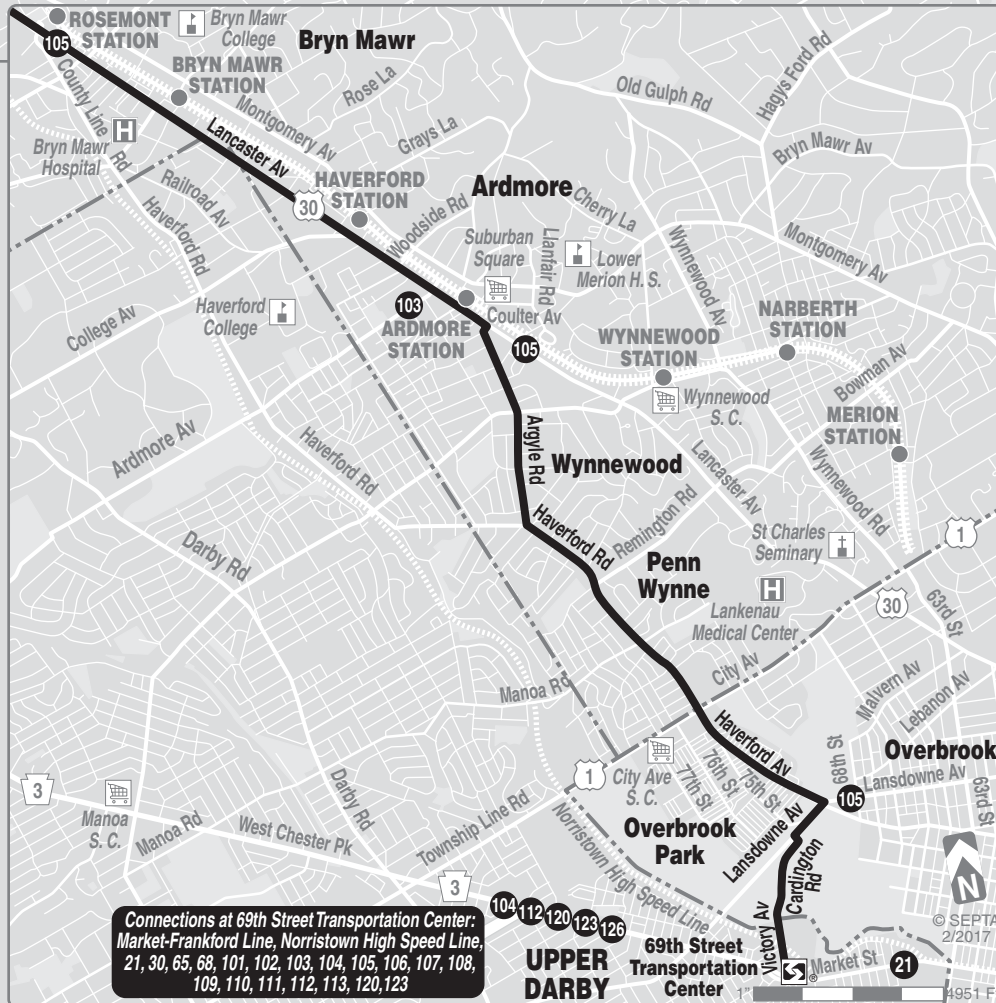 ROSEMONT
STATION
Bryn Mawr
College
Bryn Mawr
105
BRYN MAWR
STATION
County Line Rd
Montgomery Av
Rose La
Old Gulph Rd
Hagys Ford Rd
Bryn Mawr
Hospital
H
Lancaster Av
Grays La
Bryn Mawr Av
Railroad Av
HAVERFORD
STATION
30
Ardmore
Cherry La
Haverford Rd
Woodside Rd
Suburban
Square
Llanfair Rd
Lower
Merion H. S.
Wynnewood Av
Montgomery Av
College Av
Haverford
College
103
ARDMORE
STATION
Coulter Av
105
WYNNEWOOD
STATION
NARBERTH
STATION
Bowman Av
Wynnewood
S. C.
MERION
STATION
Ardmore Av
Haverford Rd
Argyle Rd
Wynnewood
Lancaster Av
Wynnewood Rd
Darby Rd
Haverford Rd
Remington Rd
St Charles
Seminary
1
Penn
Wynne
H
Lankenau
Medical Center
30
63rd St
City Av
Manoa Rd
Malvern Av
Lebanon Av
Haverford Av
68th St
Overbrook
1
City Ave
S. C.
77th St
76th St
75th St
Lansdowne Av
105
63rd St
3
Manoa
S. C.
Manoa Rd
Darby Rd
West Chester Pk
Township Line Rd
Norristown High Speed Line
Overbrook
Park
Lansdowne Av
Cardington
Rd
N
3
104
112
120
123
126
© SEPTA
2/2017
Connections at 69th Street Transportation Center:
Market-Frankford Line, Norristown High Speed Line,
21, 30, 65, 68, 101, 102, 103, 104, 105, 106, 107, 108,
109, 110, 111, 112, 113, 120,123
UPPER
DARBY
69th Street
Transportation
Center
Victory Av
®
Market St
21
1"
4951 F